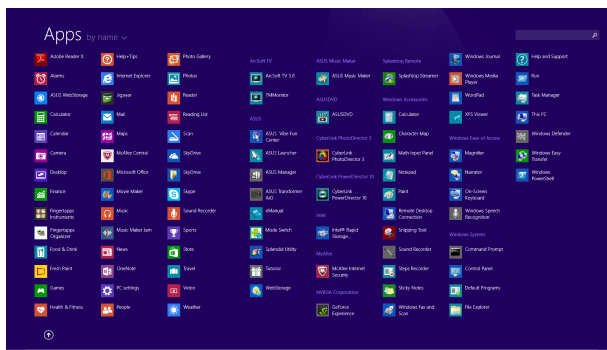 Apps by name
Adobe Reader X
Alarms
ASUS WebStorage
Calculator
Calendar
Camera
Desktop
Finance
Fingertapps
Instruments
Fingertapps
Organizer
Food & Drink
Fresh Paint
Games
Health & Fitness
Help+Tips
Internet Explorer
Jigswar
Mail
Maps
McAfee Central
Microsoft Office
Movie Maker
Music
Music Maker Jam
News
OneNote
PC settings
People
Photo Gallery
Photos
Reader
Reading List
Scan
SkyDrive
SkyDrive
Skype
Sound Recorder
Sports
Store
Travel
Video
Weather
ArcSoft TV
ArcSoft TV 5.0
TMMonitor
ASUS
ASUS Vibe Fun
Center
ASUS Launcher
ASUS Manager
ASUS Transformer
AiO
eManual
Mode Switch
Splendid Utility
Tutorial
WebStorage
ASUS Music Maker
ASUS Music Maker
ASUSDVD
ASUSDVD
CyberLink PhotoDirector 3
CyberLink
PhotoDirector 3
CyberLink PowerDirector 10
CyberLink
PowerDirector 10
Intel
Intel® Rapid
Storage ..
McAfee
McAfee Internet
Security
NVIDIA Corporation
GeForce
Experience
Splashtop Remote
Splashtop Streamer
Windows Accessories
Calculator
Character Map
Math Input Panel
Notepad
Paint
Remote Desktop
Connection
Snipping Tool
Sound Recorder
Steps Recorder
Sticky Notes
Windows Fax and
Scan
Windows Journal
Windows Media
Player
WordPad
XPS Viewer
Windows Ease of Access
Magnifier
Narrator
On-Screen
Keyboard
Windows Speech
Recognition
Windows System
Command Prompt
Control Panel
Default Programs
File Explorer
Help and Support
Run
Task Manager
This PC
Windows Defender
Windows Easy
Transfer
Windows
PowerShell